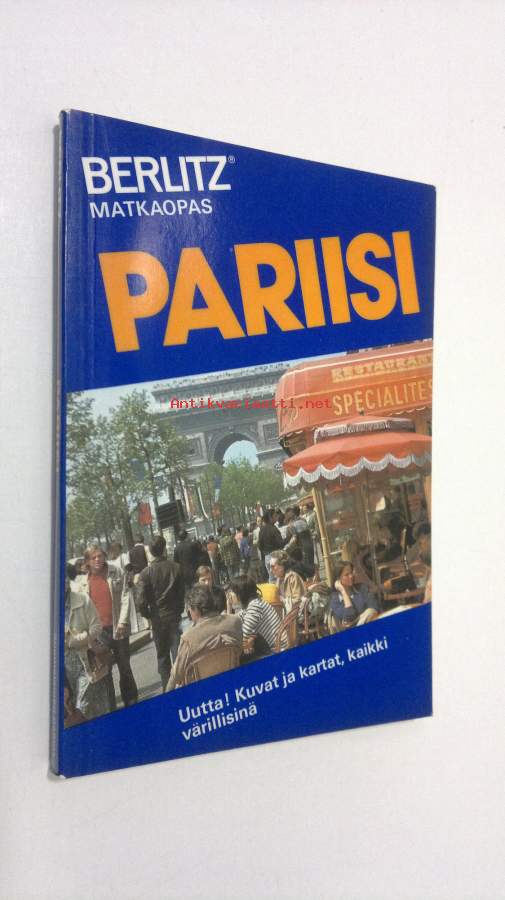 BERLITZ®
MATKAOPAS
PARIISI
RESTAURANT
SPECIALITES
Antikvariaatti.net
Uutta! Kuvat ja kartat, kaikki
värillisinä